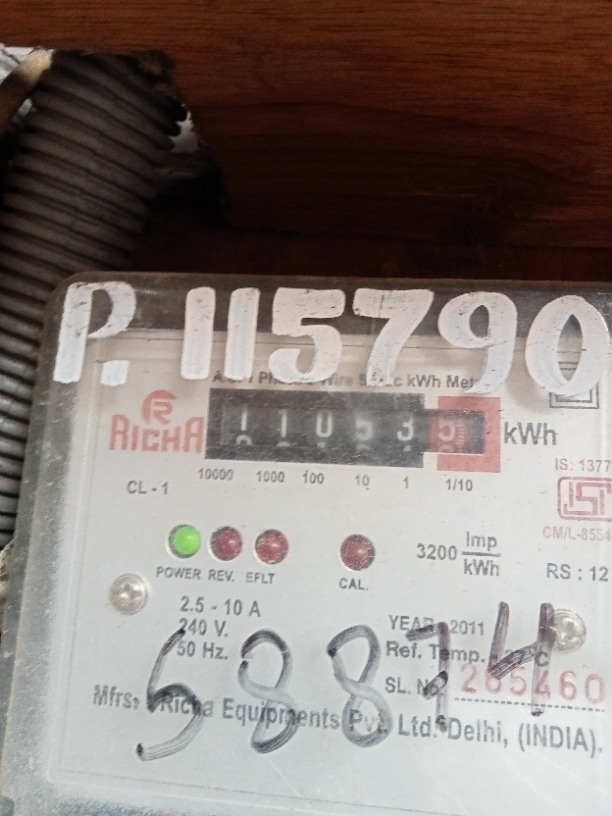 P. 115790
kWh Met
RICHA
110535 kWh
10000 1000 100 10 1 1/10
IS: 1377
CL - 1
CM/L-8554
POWER REV. EFLT CAL.
3200 Imp/kWh
RS : 12
2.5 - 10 A
240 V.
50 Hz.
YEAR 2011
Ref. Temp. °C
SL. No. 265460
58874
Mfrs. Richa Equipments Pvt. Ltd. Delhi, (INDIA).